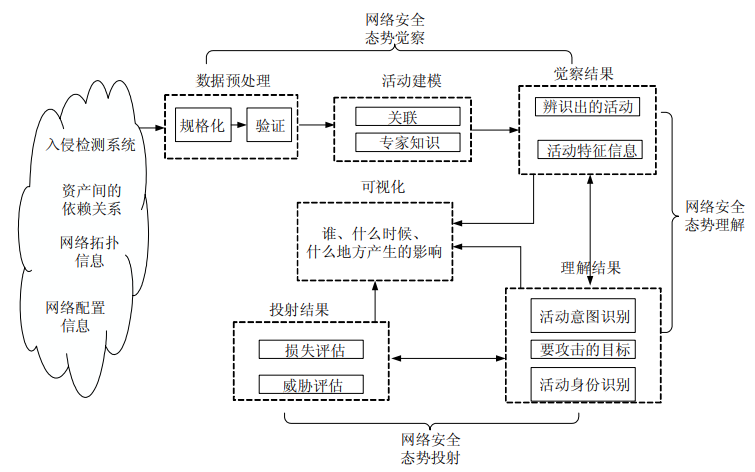 网络安全
态势觉察
数据预处理
活动建模
觉察结果
规格化
验证
关联
专家知识
辨识出的活动
活动特征信息
入侵检测系统
资产间的
依赖关系
网络拓扑
信息
网络配置
信息
可视化
谁、什么时候、
什么地方产生的影响
网络安全
态势理解
理解结果
活动意图识别
要攻击的目标
活动身份识别
投射结果
损失评估
威胁评估
网络安全
态势投射